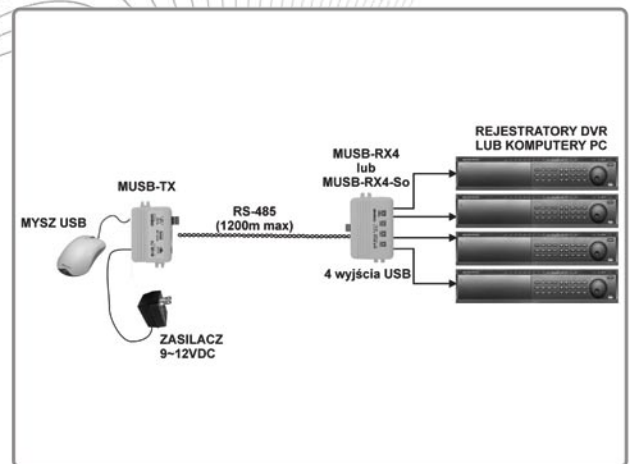 REJESTRATORY DVR
LUB KOMPUTERY PC
MUSB-RX4
lub
MUSB-RX4-So
MUSB-TX
RS-485
(1200m max)
MYSZ USB
4 wyjścia USB
ZASILACZ
9~12VDC